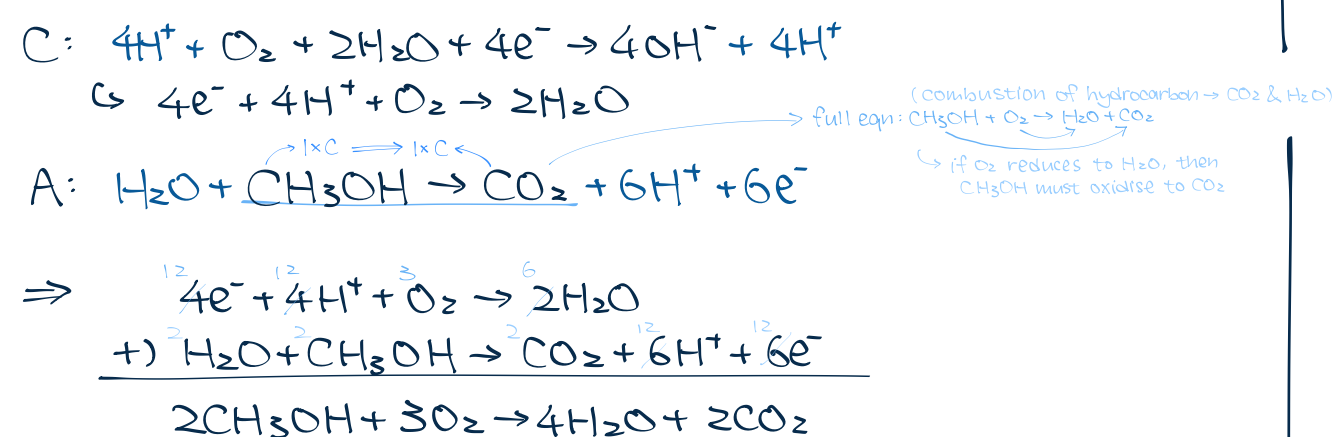 C: 4H⁺ + O₂ + 2H₂O + 4e⁻ → 4OH⁻ + 4H⁺
↪ 4e⁻ + 4H⁺ + O₂ → 2H₂O
(combustion of hydrocarbon → CO₂ & H₂O)
→ full eqn: CH₃OH + O₂ → H₂O + CO₂
↪ if O₂ reduces to H₂O, then
CH₃OH must oxidise to CO₂
→ 1×C ⟹ 1×C ←
A: H₂O + CH₃OH → CO₂ + 6H⁺ + 6e⁻
12 12 3 6
⇒ 4e⁻ + 4H⁺ + O₂ → 2H₂O
2 2 2 12 12
+) H₂O + CH₃OH → CO₂ + 6H⁺ + 6e⁻
2CH₃OH + 3O₂ → 4H₂O + 2CO₂